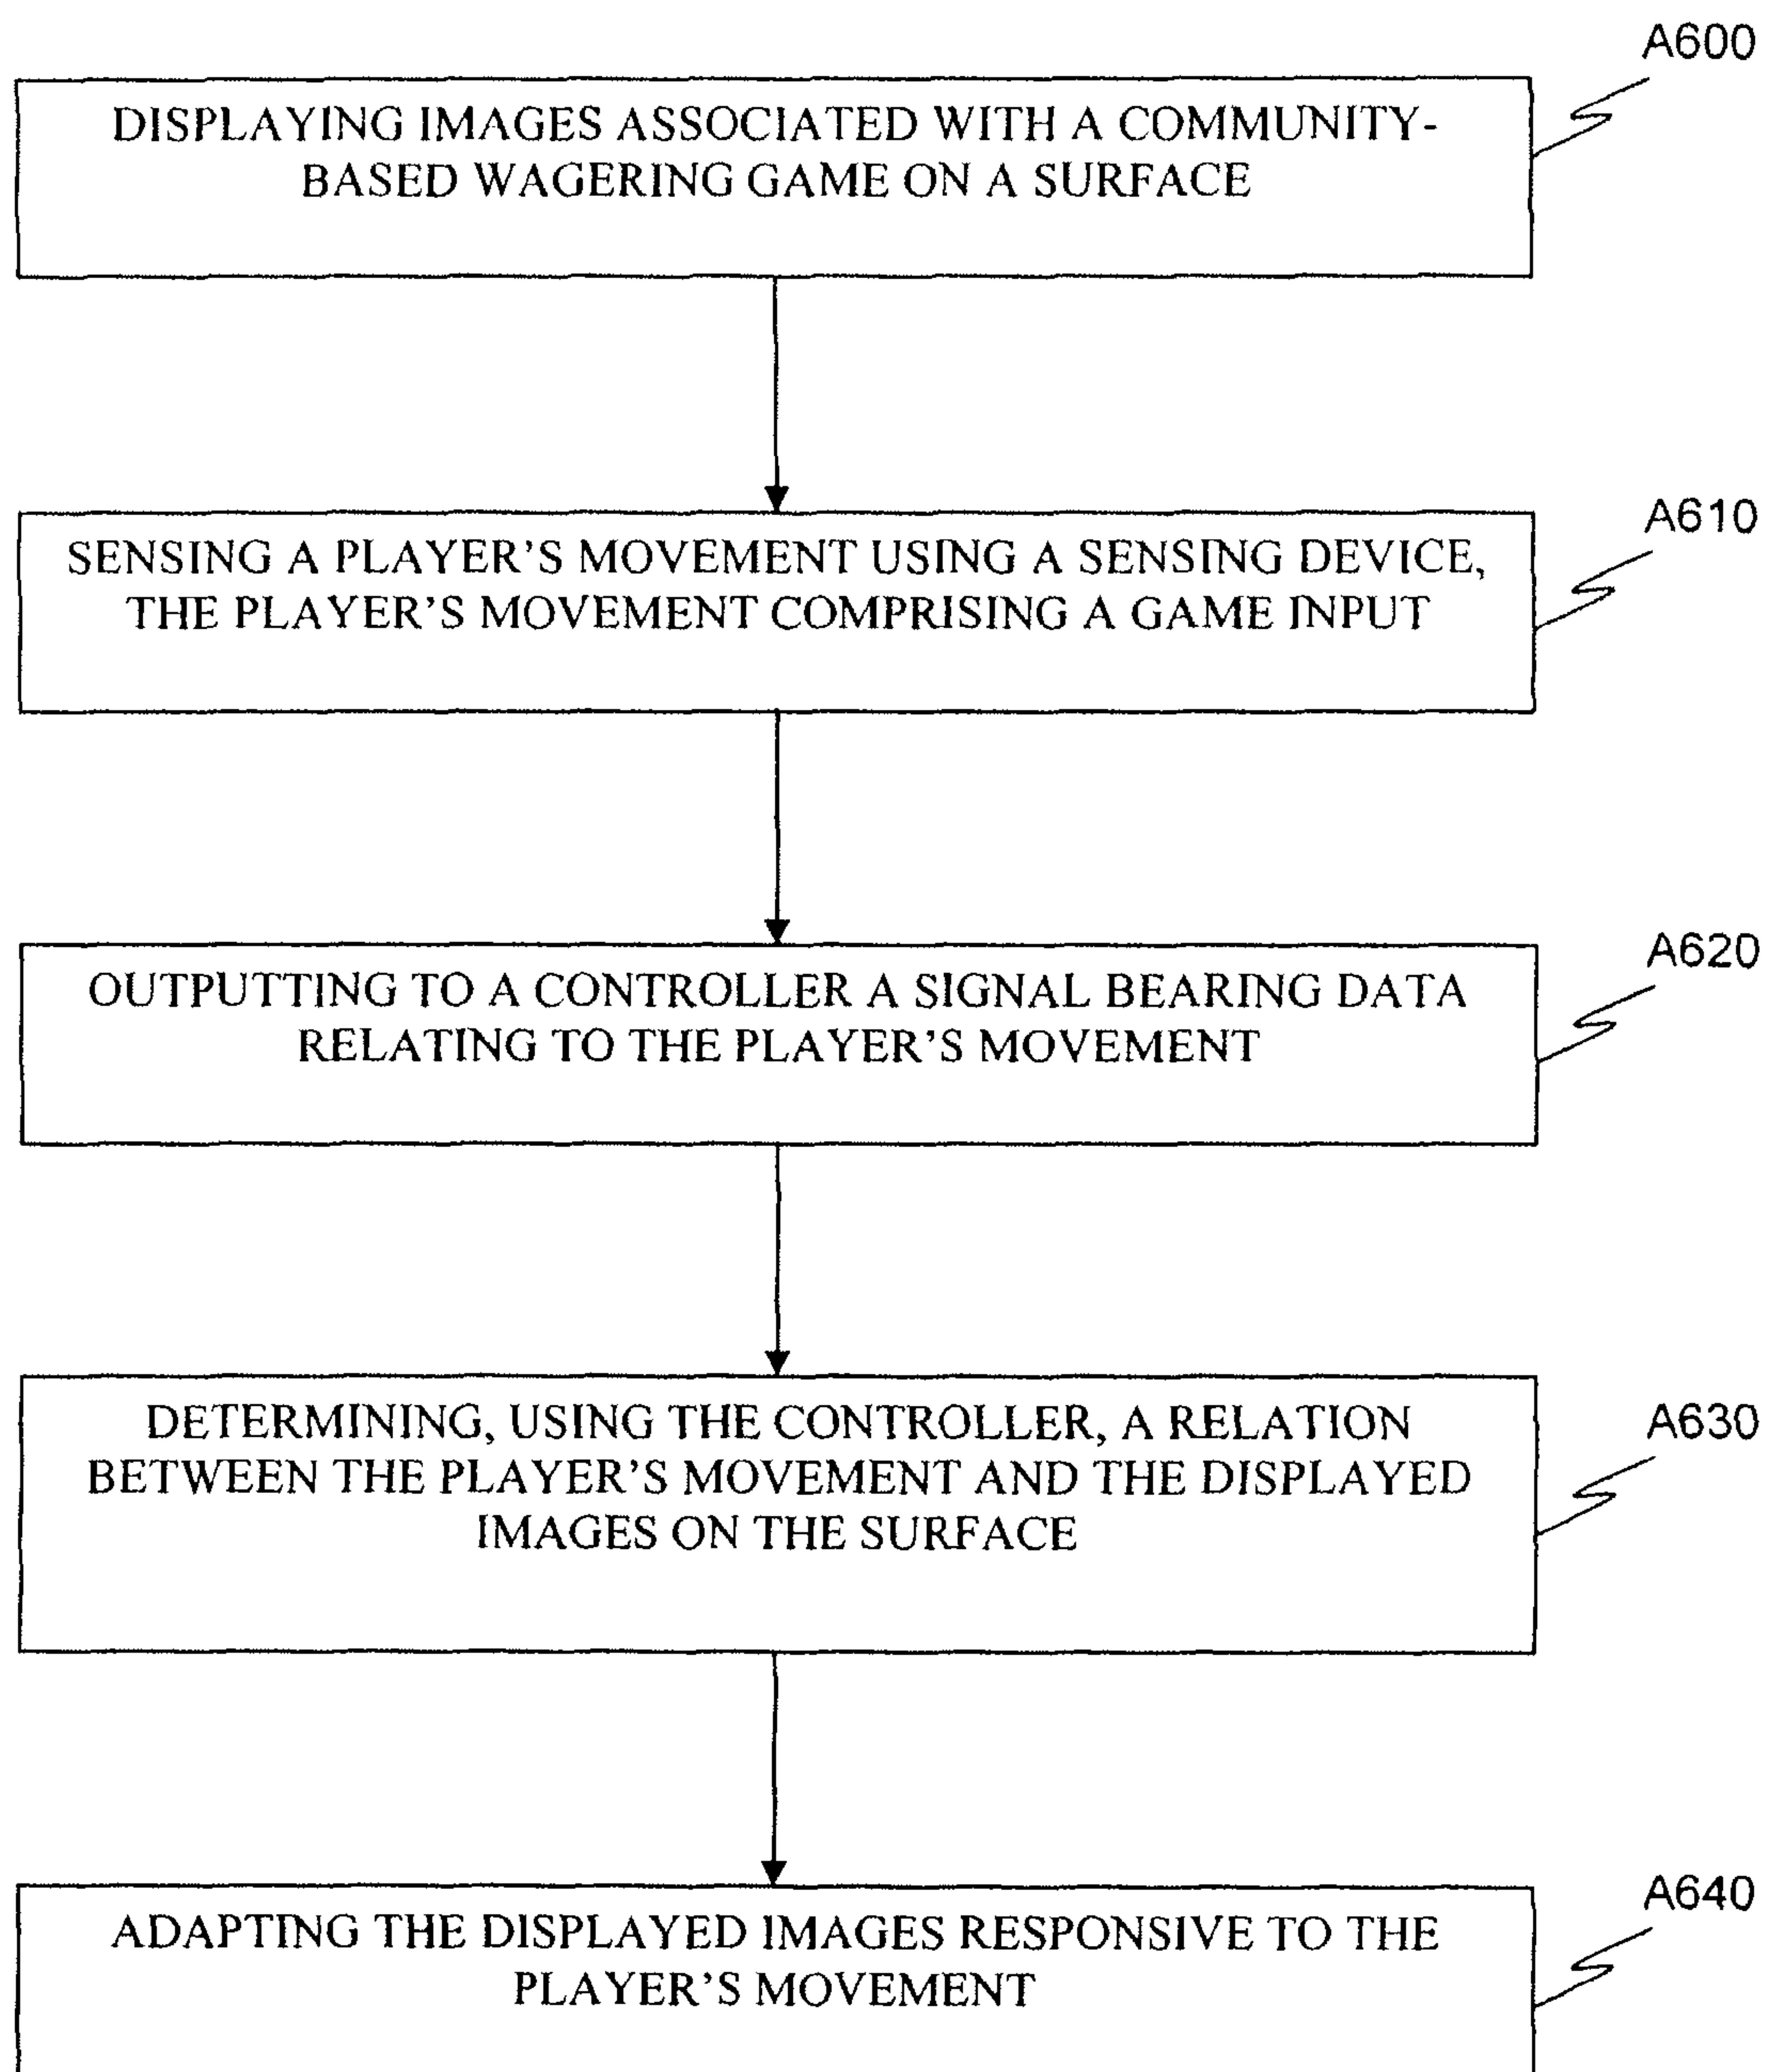 A600
DISPLAYING IMAGES ASSOCIATED WITH A COMMUNITY-
BASED WAGERING GAME ON A SURFACE
A610
SENSING A PLAYER'S MOVEMENT USING A SENSING DEVICE,
THE PLAYER'S MOVEMENT COMPRISING A GAME INPUT
A620
OUTPUTTING TO A CONTROLLER A SIGNAL BEARING DATA
RELATING TO THE PLAYER'S MOVEMENT
A630
DETERMINING, USING THE CONTROLLER, A RELATION
BETWEEN THE PLAYER'S MOVEMENT AND THE DISPLAYED
IMAGES ON THE SURFACE
A640
ADAPTING THE DISPLAYED IMAGES RESPONSIVE TO THE
PLAYER'S MOVEMENT